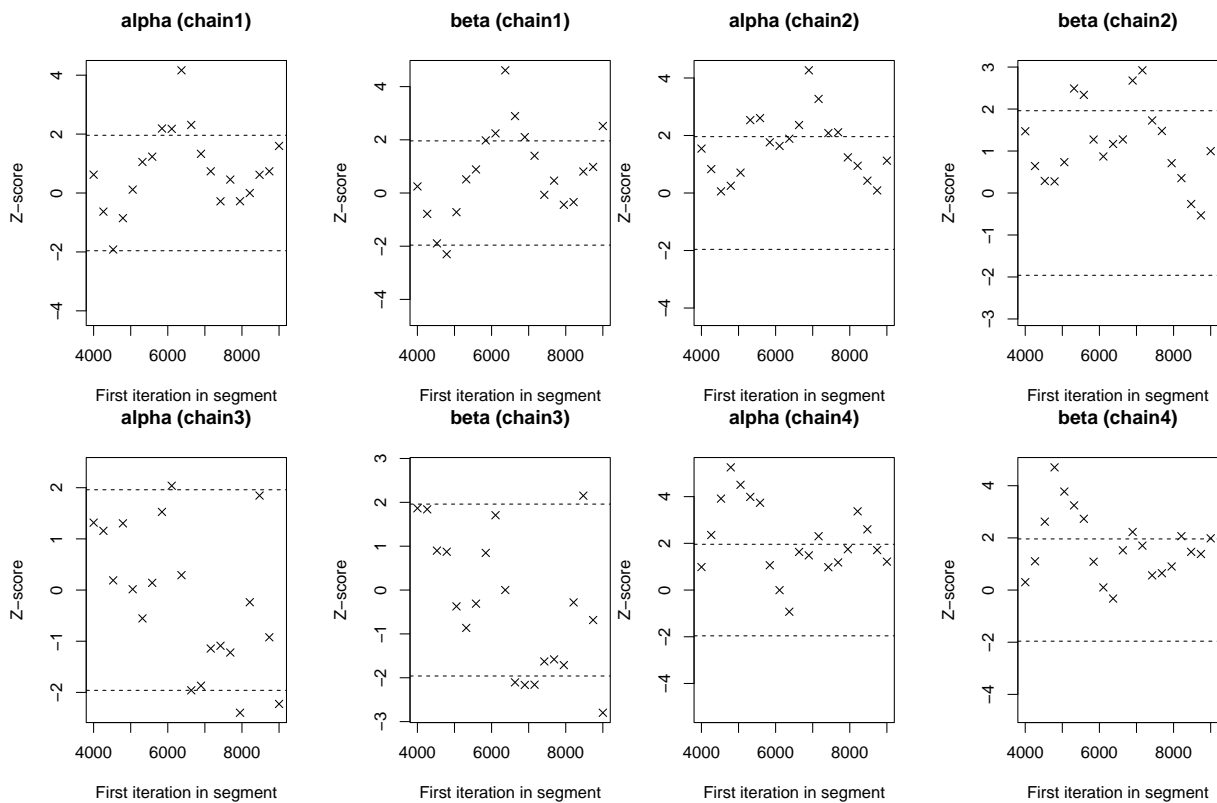 alpha (chain1)
beta (chain1)
alpha (chain2)
beta (chain2)
Z−score
4
2
0
−2
−4
4000 6000 8000
First iteration in segment
Z−score
4
2
0
−2
−4
4000 6000 8000
First iteration in segment
Z−score
4
2
0
−2
−4
4000 6000 8000
First iteration in segment
Z−score
3
2
1
0
−1
−2
−3
4000 6000 8000
First iteration in segment
alpha (chain3)
beta (chain3)
alpha (chain4)
beta (chain4)
Z−score
2
1
0
−1
−2
4000 6000 8000
First iteration in segment
Z−score
3
2
1
0
−1
−2
−3
4000 6000 8000
First iteration in segment
Z−score
4
2
0
−2
−4
4000 6000 8000
First iteration in segment
Z−score
4
2
0
−2
−4
4000 6000 8000
First iteration in segment